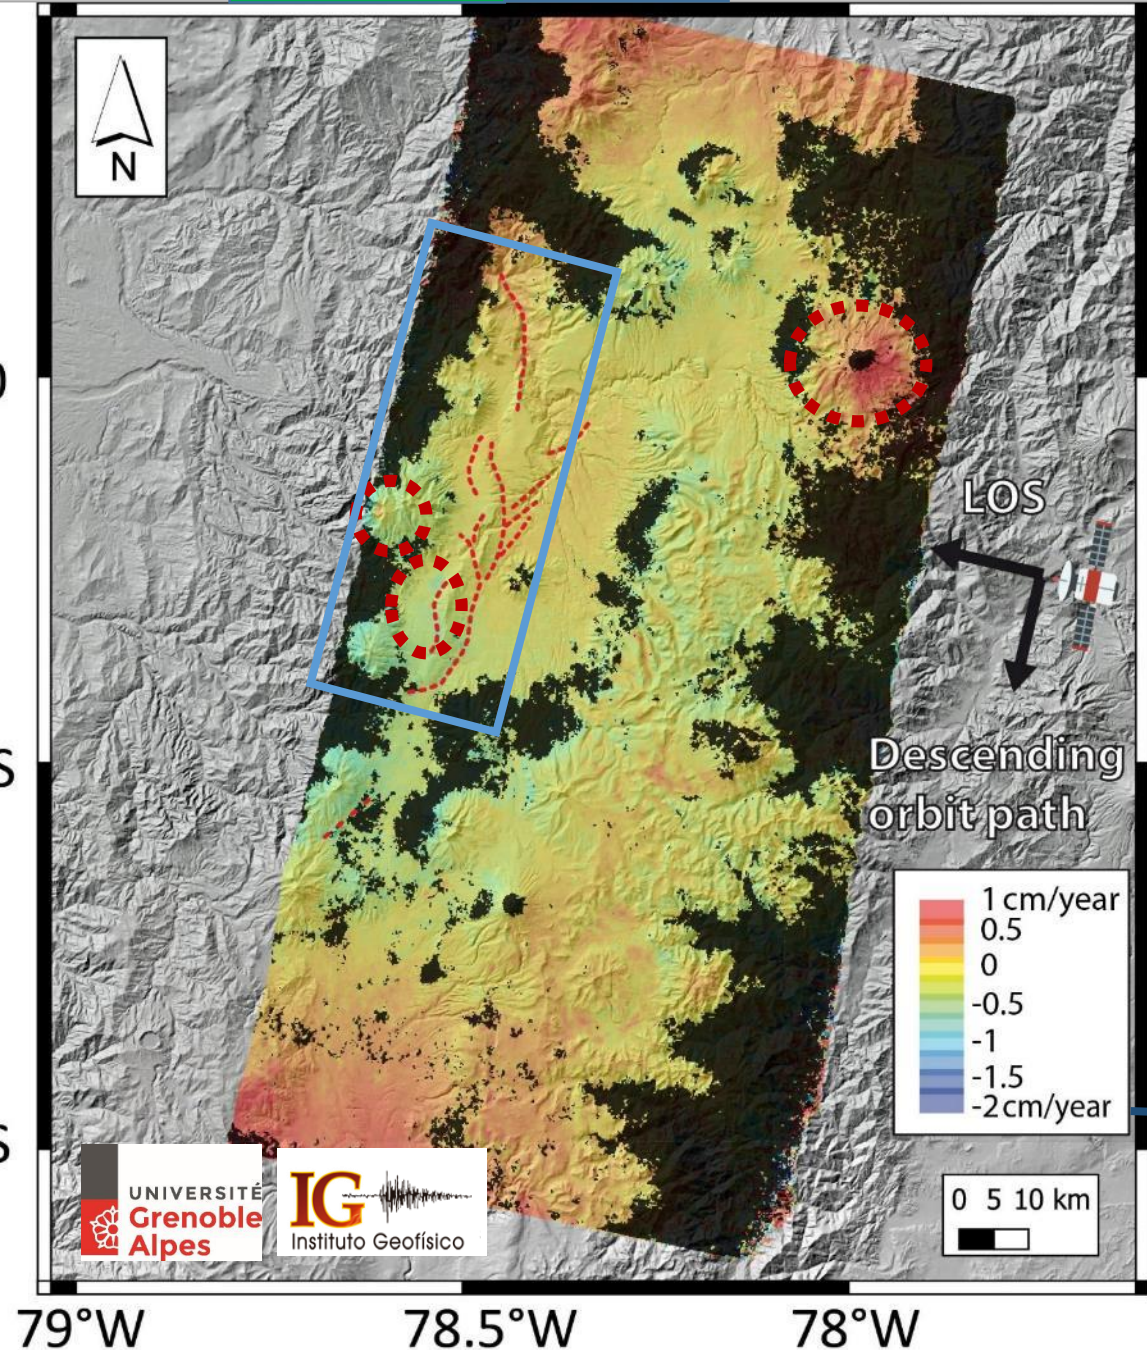 N
0
LOS
S
Descending
orbit path
1 cm/year
0.5
0
-0.5
-1
-1.5
-2 cm/year
S
UNIVERSITÉ
Grenoble
Alpes
IG
Instituto Geofísico
0 5 10 km
79°W 78.5°W 78°W